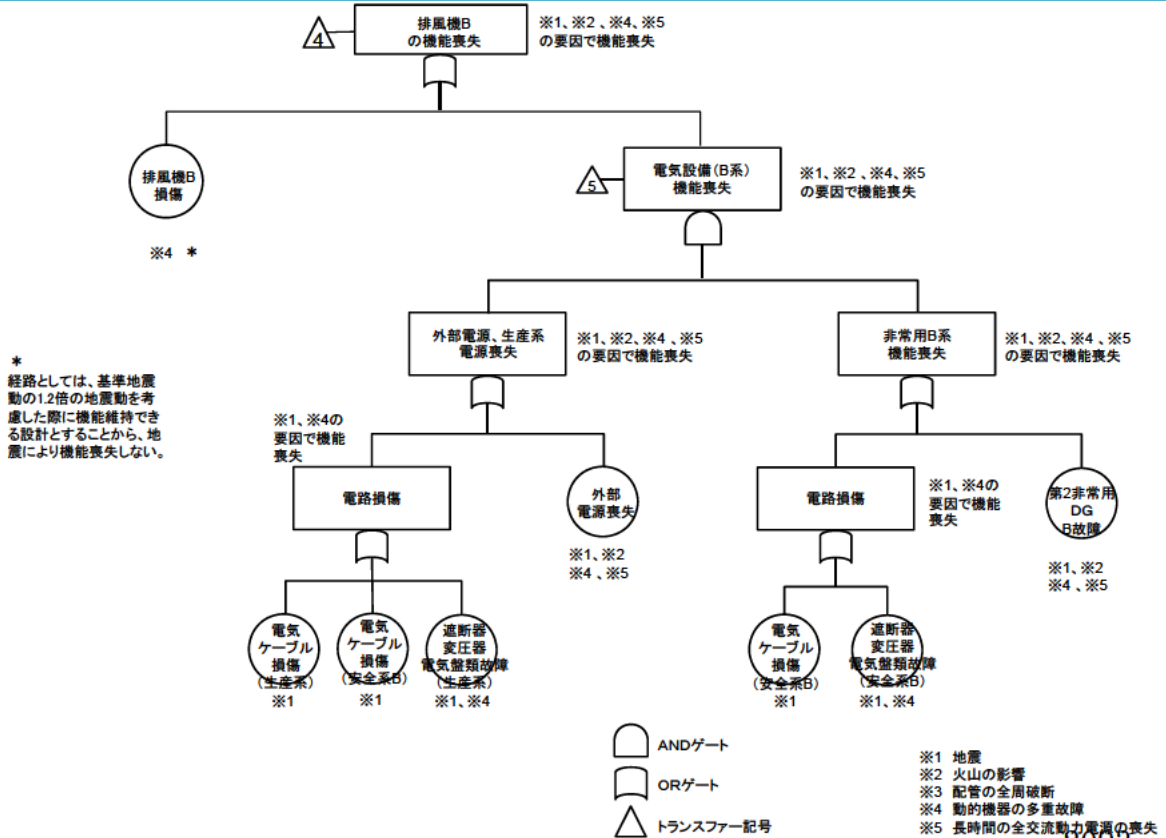 排風機B
の機能喪失
※1、※2 、※4、※5
の要因で機能喪失
4
排風機B
損傷
※4 *
電気設備(B系)
機能喪失
5
※1、※2 、※4、※5
の要因で機能喪失
外部電源、生産系
電源喪失
※1、※2、※4 、※5
の要因で機能喪失
非常用B系
機能喪失
※1、※2、※4 、※5
の要因で機能喪失
*
経路としては、基準地震
動の1.2倍の地震動を考
慮した際に機能維持でき
る設計とすることから、地
震により機能喪失しない。
※1、※4の
要因で機能
喪失
電路損傷
外部
電源喪失
※1、※2
※4 、※5
電路損傷
※1、※4の
要因で機能
喪失
第2非常用
DG
B故障
※1、※2
※4 、※5
電気
ケーブル
損傷
(生産系)
※1
電気
ケーブル
損傷
(安全系B)
※1
遮断器
変圧器
電気盤類故障
(生産系)
※1、※4
電気
ケーブル
損傷
(安全系B)
※1
遮断器
変圧器
電気盤類故障
(安全系B)
※1、※4
ANDゲート
ORゲート
トランスファー記号
※1 地震
※2 火山の影響
※3 配管の全周破断
※4 動的機器の多重故障
※5 長時間の全交流動力電源の喪失